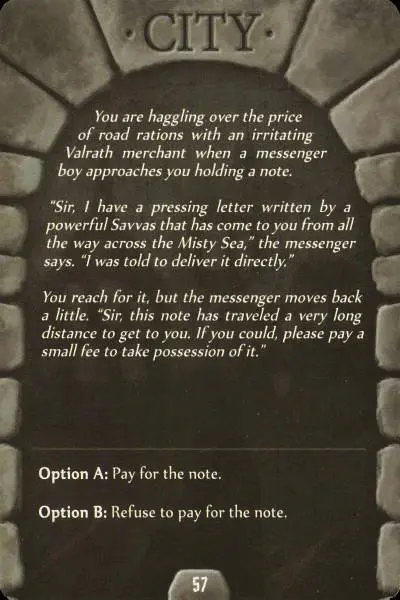 ·CITY·
You are haggling over the price
of road rations with an irritating
Valrath merchant when a messenger
boy approaches you holding a note.
“Sir, I have a pressing letter written by a
powerful Savvas that has come to you from all
the way across the Misty Sea,” the messenger
says. “I was told to deliver it directly.”
You reach for it, but the messenger moves back
a little. “Sir, this note has traveled a very long
distance to get to you. If you could, please pay a
small fee to take possession of it.”
Option A: Pay for the note.
Option B: Refuse to pay for the note.
57